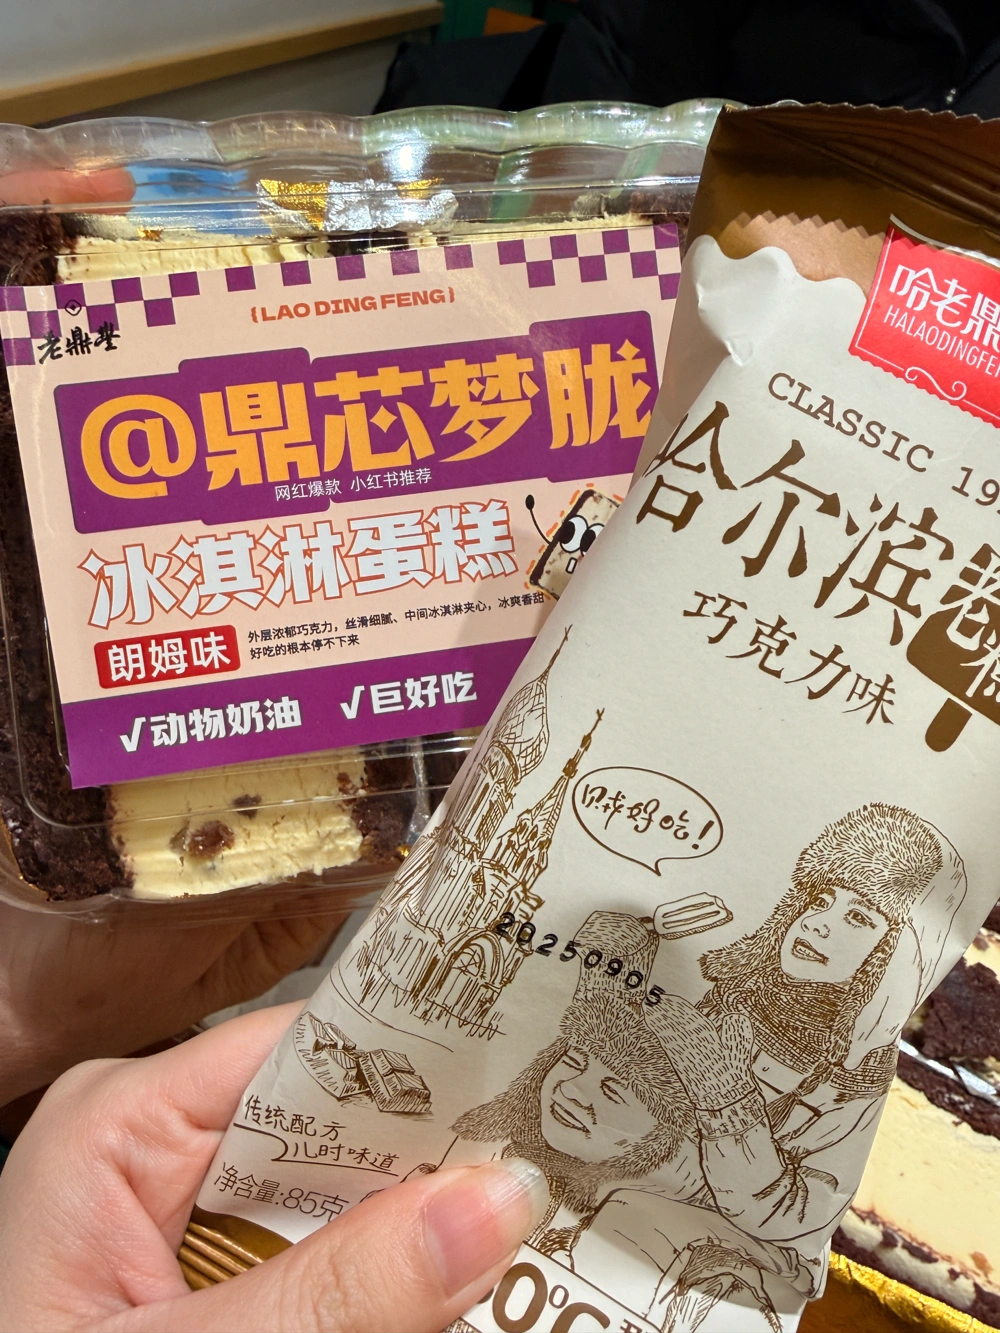 {LAO DING FENG}
老鼎丰
@鼎芯梦胧
网红爆款 小红书推荐
冰淇淋蛋糕
朗姆味
外层浓郁巧克力，丝滑细腻、中间冰淇淋夹心，冰爽香甜
好吃的根本停不下来
√动物奶油 √巨好吃
哈老鼎
HALAODINGFEN
CLASSIC 19
哈尔滨
巧克力味
贼好吃！
20250905
传统配方
儿时味道
净含量:85克
0℃